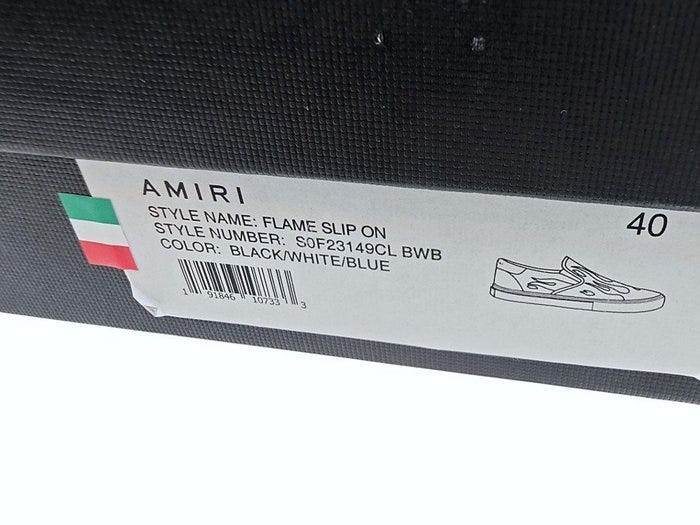 AMIRI
STYLE NAME: FLAME SLIP ON
STYLE NUMBER: S0F23149CL BWB
COLOR: BLACK/WHITE/BLUE
1 91846 10733 3
40